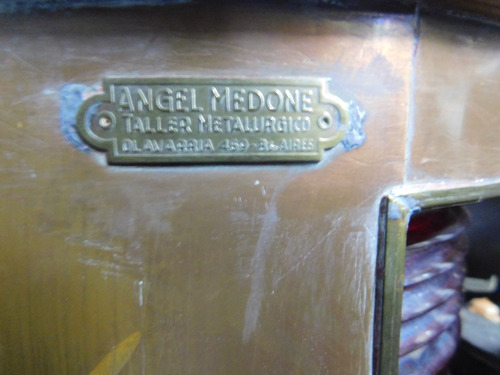 ANGEL MEDONE
TALLER METALURGICO
OLAVARRIA 459-Bs AIRES